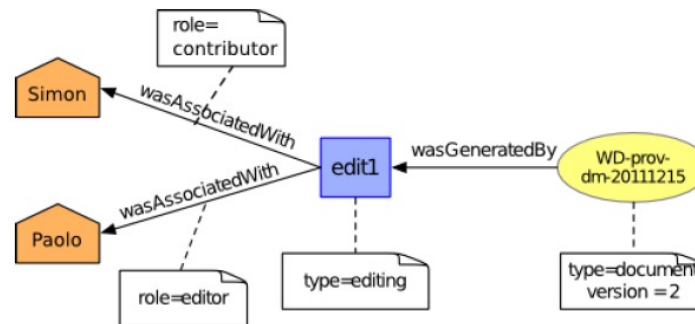 role=
contributor
Simon
wasAssociatedWith
edit1
wasGeneratedBy
WD-prov-
dm-20111215
wasAssociatedWith
Paolo
role=editor
type=editing
type=document
version =2